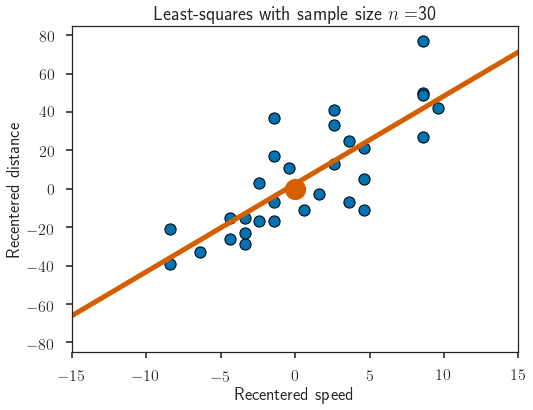 Least-squares with sample size n =30
80
60
40
20
0
−20
−40
−60
−80
Recentered distance
−15 −10 −5 0 5 10 15
Recentered speed